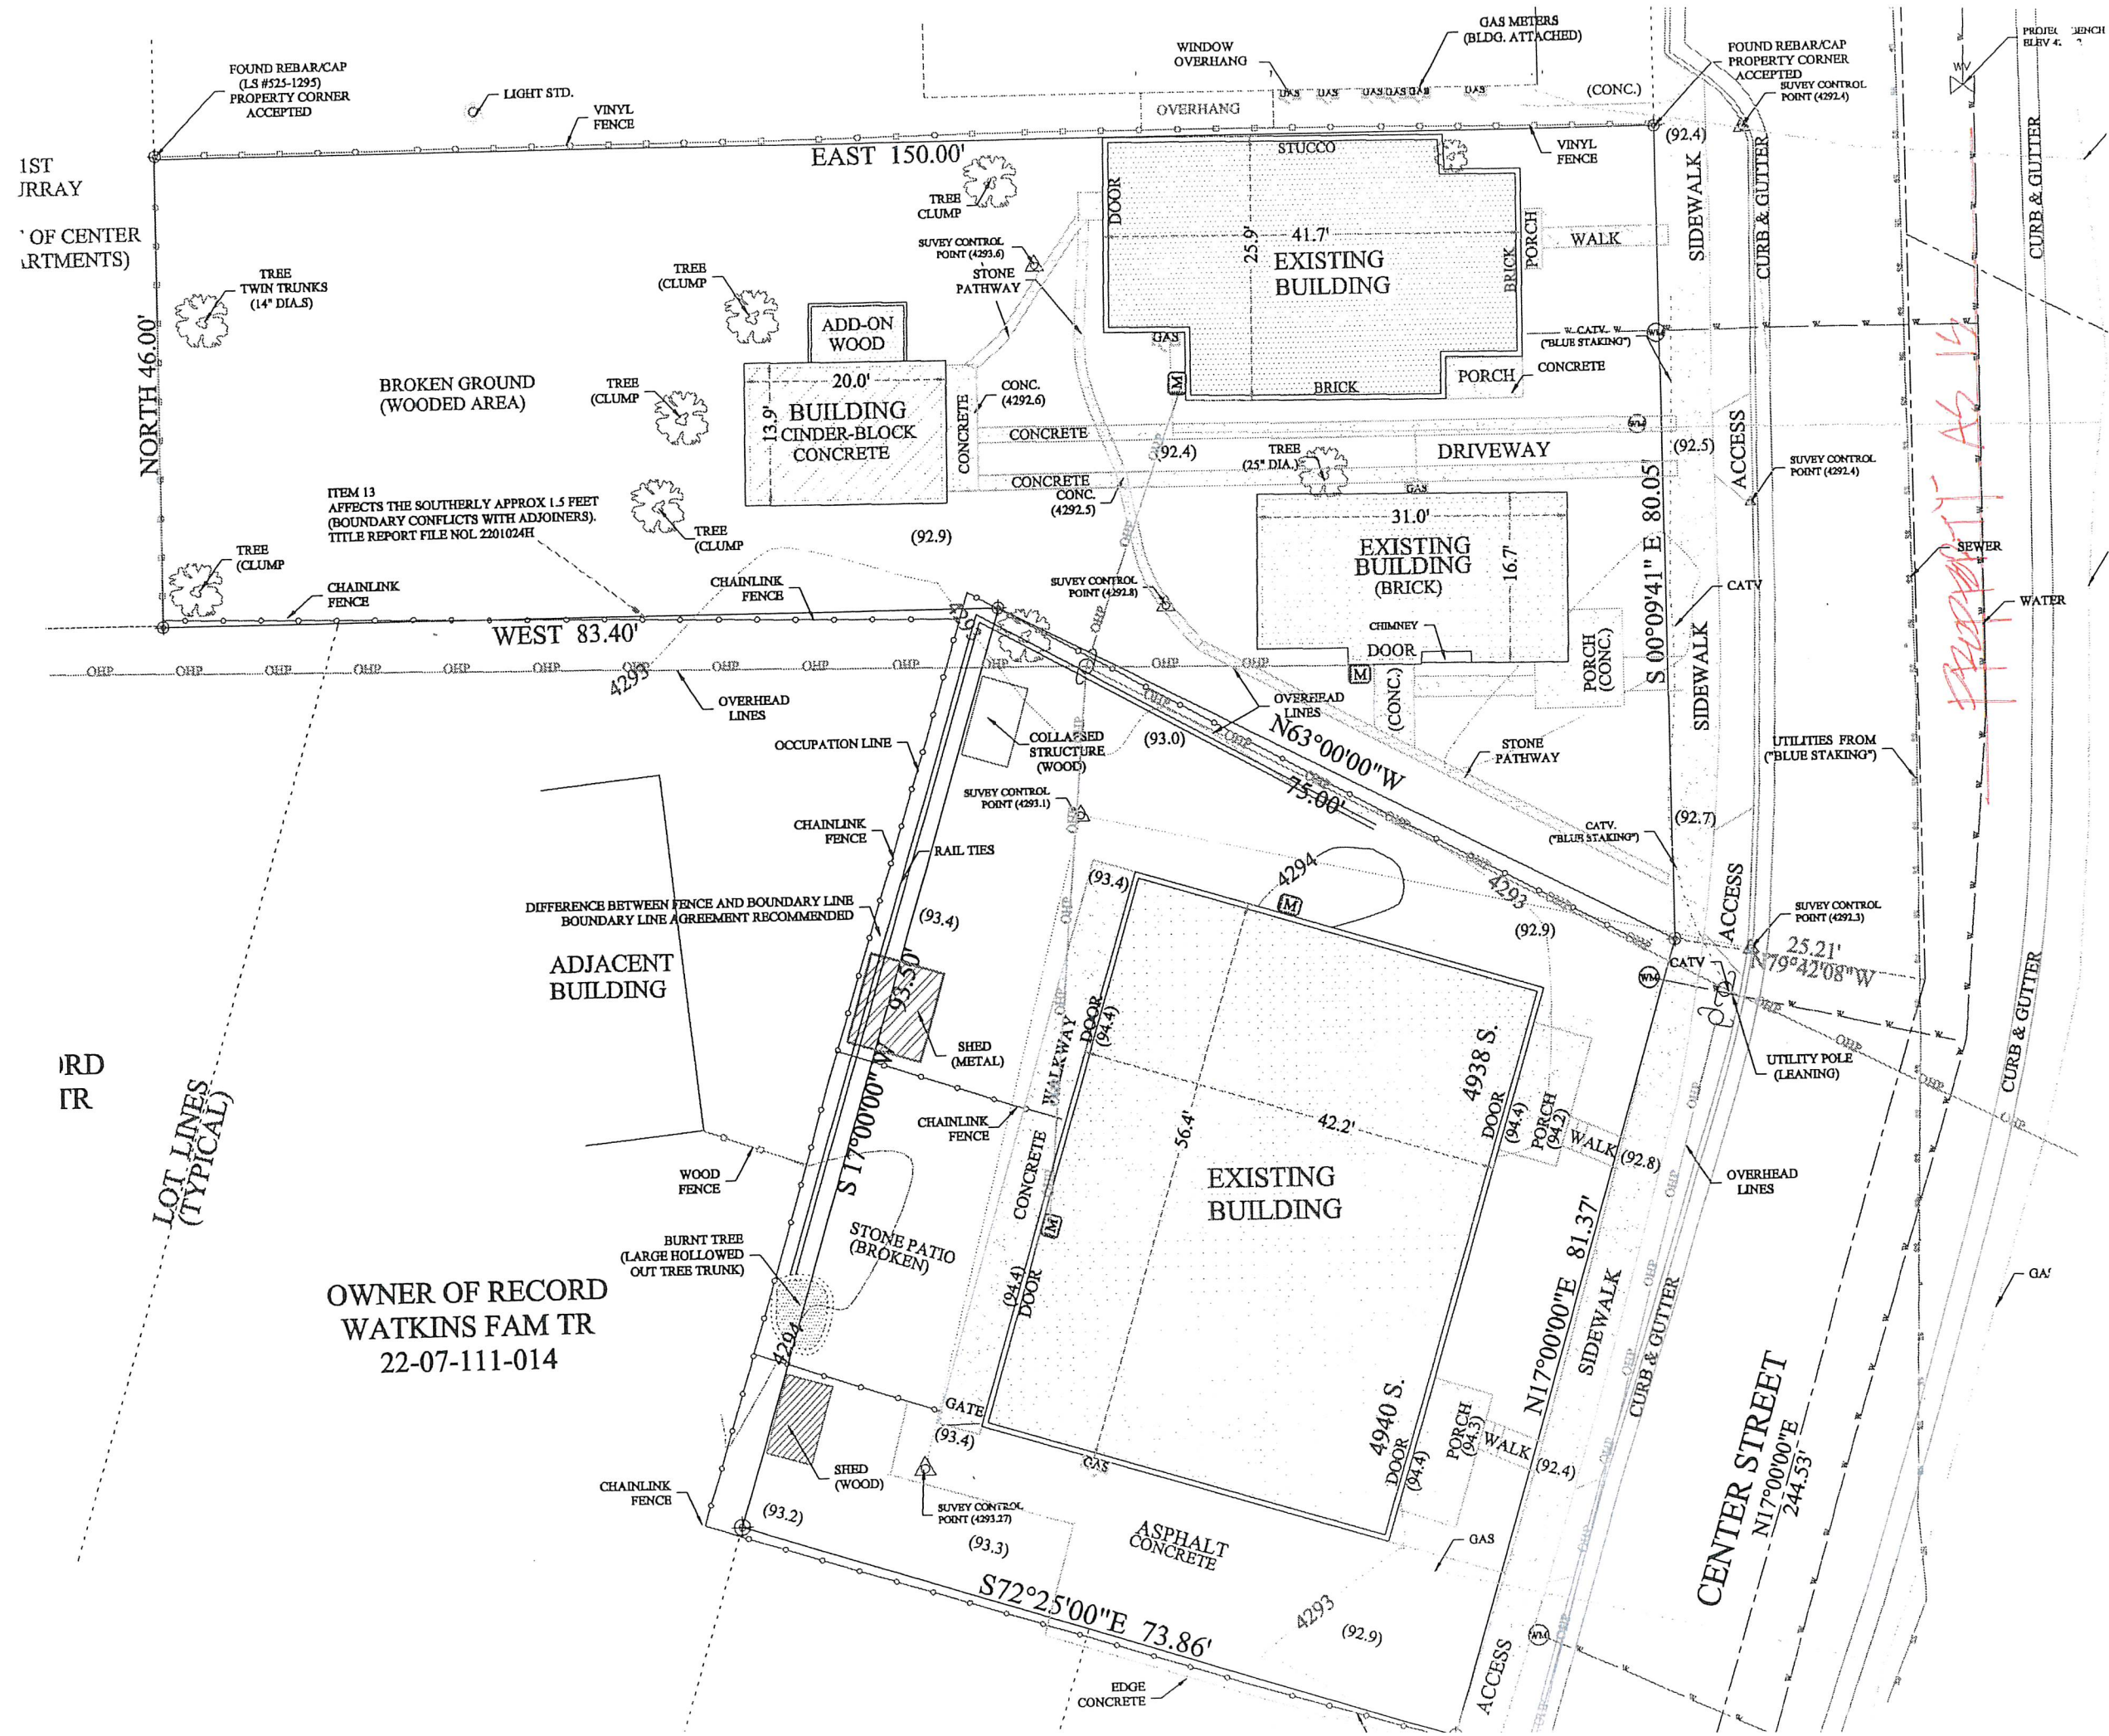 GAS METERS
(BLDG. ATTACHED)
WINDOW
OVERHANG
FOUND REBAR/CAP
PROPERTY CORNER
ACCEPTED
SUVEY CONTROL
POINT (4292.4)
WV
FOUND REBAR/CAP
(LS #525-1295)
PROPERTY CORNER
ACCEPTED
LIGHT STD.
VINYL
FENCE
OVERHANG
GAS GAS GAS GAS GAS GAS
(CONC.)
(92.4)
EAST 150.00'
STUCCO
VINYL
FENCE
SIDEWALK
CURB & GUTTER
CURB & GUTTER
1ST
OF CENTER
TREE
CLUMP
DOOR
SUVEY CONTROL
POINT (4293.6)
STONE
PATHWAY
25.9'
41.7'
EXISTING
BUILDING
BRICK
PORCH
WALK
TREE
TWIN TRUNKS
(14" DIA.S)
TREE
(CLUMP
ADD-ON
WOOD
GAS
M
BRICK
PORCH
CONCRETE
CATV.
("BLUE STAKING")
WM
NORTH 46.00'
BROKEN GROUND
(WOODED AREA)
TREE
(CLUMP
20.0'
13.9'
BUILDING
CINDER-BLOCK
CONCRETE
CONCRETE
CONC.
(4292.6)
CONCRETE
CONCRETE
CONC.
(4292.5)
(92.4)
TREE
(25" DIA.)
DRIVEWAY
WM
(92.5)
ACCESS
SUVEY CONTROL
POINT (4292.4)
ITEM 13
AFFECTS THE SOUTHERLY APPROX 1.5 FEET
(BOUNDARY CONFLICTS WITH ADJOINERS).
TITLE REPORT FILE NOL 2201024H
TREE
(CLUMP
(92.9)
GAS
31.0'
16.7'
EXISTING
BUILDING
(BRICK)
CHIMNEY
DOOR
M
(CONC.)
PORCH
(CONC.)
S 00°09'41" E 80.05'
CATV
SIDEWALK
SEWER
WATER
AS IS
TREE
(CLUMP
CHAINLINK
FENCE
CHAINLINK
FENCE
SUVEY CONTROL
POINT (4292.8)
WEST 83.40'
OHP OHP OHP OHP OHP OHP OHP OHP OHP OHP OHP OHP
4293
OVERHEAD
LINES
OVERHEAD
LINES
N63°00'00"W
75.00'
STONE
PATHWAY
UTILITIES FROM
("BLUE STAKING")
OCCUPATION LINE
COLLAPSED
STRUCTURE
(WOOD)
(93.0)
SUVEY CONTROL
POINT (4293.1)
CHAINLINK
FENCE
RAIL TIES
(92.7)
CATV.
("BLUE STAKING")
4294
4293
(92.9)
ACCESS
SUVEY CONTROL
POINT (4292.3)
25.21'
N79°42'08"W
DIFFERENCE BETWEEN FENCE AND BOUNDARY LINE
BOUNDARY LINE AGREEMENT RECOMMENDED
(93.4)
(93.4)
M
ADJACENT
BUILDING
S 17°00'00" W 93.50'
SHED
(METAL)
CHAINLINK
FENCE
CONCRETE WALKWAY
DOOR
(94.4)
CATV
WM
UTILITY POLE
(LEANING)
CURB & GUTTER
4938 S.
DOOR
(94.4)
PORCH
(94.2)
WALK
(92.8)
OVERHEAD
LINES
56.4'
42.2'
EXISTING
BUILDING
LOT LINES
(TYPICAL)
WOOD
FENCE
BURNT TREE
(LARGE HOLLOWED
OUT TREE TRUNK)
STONE PATIO
(BROKEN)
M
(94.4)
DOOR
OWNER OF RECORD
WATKINS FAM TR
22-07-111-014
4294
N17°00'00"E 81.37'
SIDEWALK
CURB & GUTTER
GATE
(93.4)
GAS
4940 S.
DOOR
(94.4)
PORCH
(94.3)
WALK
(92.4)
CENTER STREET
N17°00'00"E
244.53'
SHED
(WOOD)
CHAINLINK
FENCE
(93.2)
SUVEY CONTROL
POINT (4293.27)
(93.3)
ASPHALT
CONCRETE
GAS
S72°25'00"E 73.86'
4293
(92.9)
WM
ACCESS
EDGE
CONCRETE